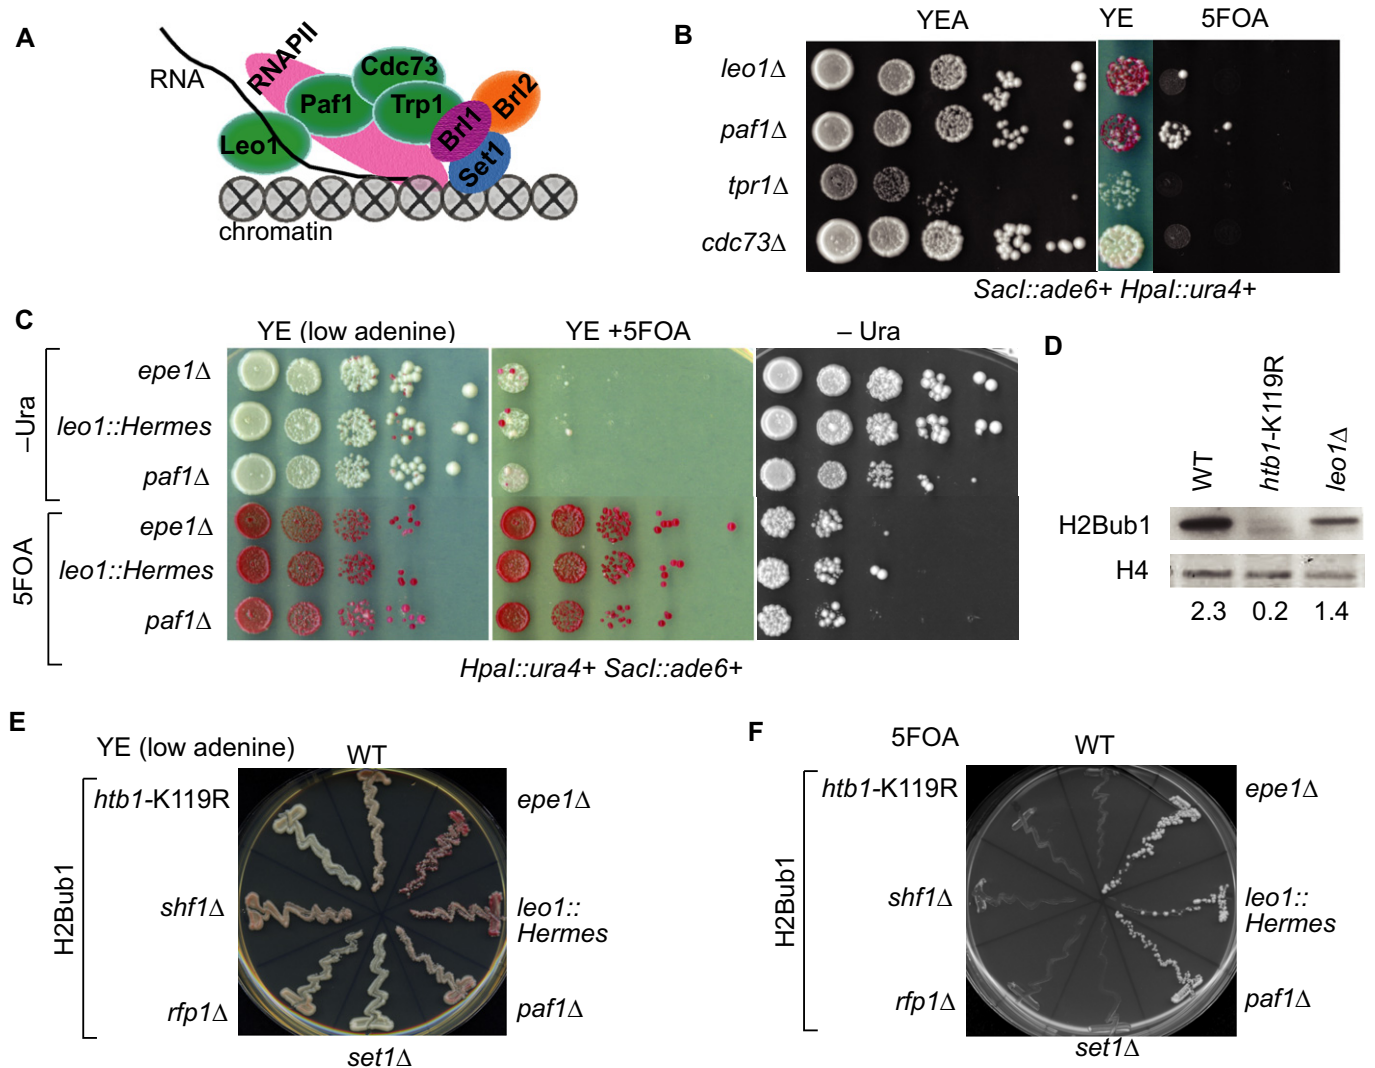 A
RNA
RNAPII
Cdc73
Paf1
Trp1
Brl1
Brl2
Leo1
Set1
chromatin
B
YEA YE 5FOA
leo1Δ
paf1Δ
tpr1Δ
cdc73Δ
SacI::ade6+ HpaI::ura4+
C
YE (low adenine) YE +5FOA – Ura
–Ura
epe1Δ
leo1::Hermes
paf1Δ
5FOA
epe1Δ
leo1::Hermes
paf1Δ
HpaI::ura4+ SacI::ade6+
D
WT
htb1-K119R
leo1Δ
H2Bub1
H4
2.3 0.2 1.4
E
YE (low adenine)
WT
H2Bub1
htb1-K119R
epe1Δ
shf1Δ
leo1::
Hermes
rfp1Δ
paf1Δ
set1Δ
F
5FOA
WT
H2Bub1
htb1-K119R
epe1Δ
shf1Δ
leo1::
Hermes
rfp1Δ
paf1Δ
set1Δ